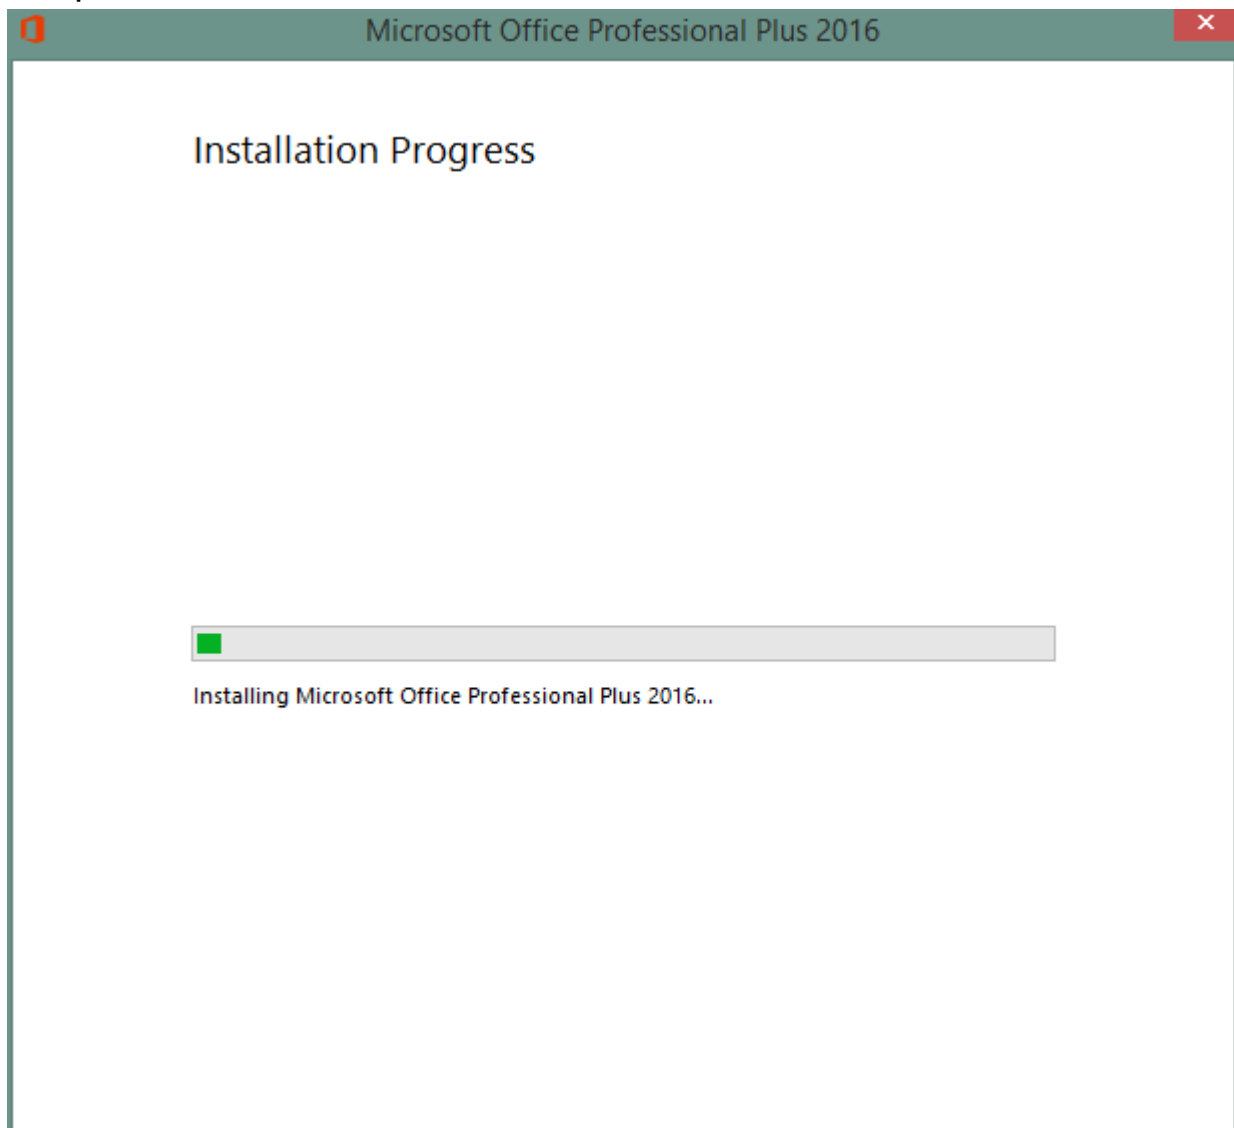 Microsoft Office Professional Plus 2016
Installation Progress
Installing Microsoft Office Professional Plus 2016...